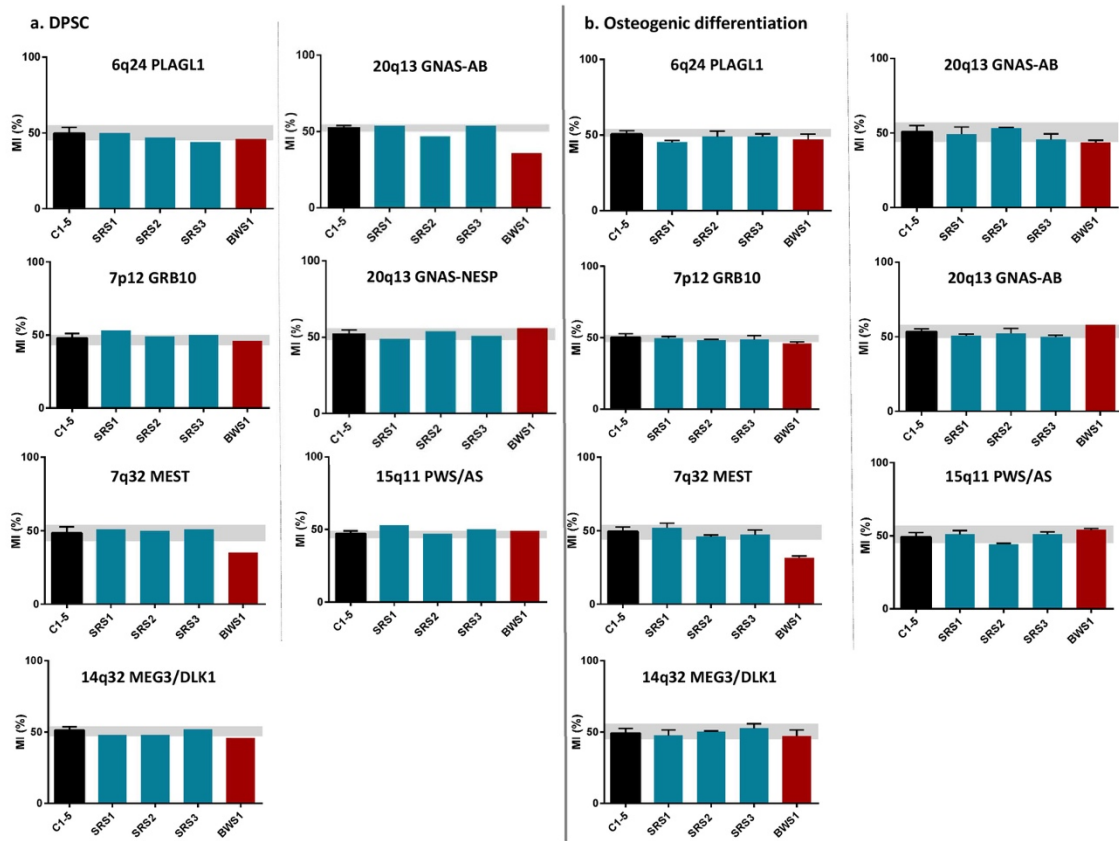 a. DPSC
6q24 PLAGL1
MI (%)
100
50
0
C1-5
SRS1
SRS2
SRS3
BWS1
20q13 GNAS-AB
MI (%)
100
50
0
C1-5
SRS1
SRS2
SRS3
BWS1
7p12 GRB10
MI (%)
100
50
0
C1-5
SRS1
SRS2
SRS3
BWS1
20q13 GNAS-NESP
MI (%)
100
50
0
C1-5
SRS1
SRS2
SRS3
BWS1
7q32 MEST
MI (%)
100
50
0
C1-5
SRS1
SRS2
SRS3
BWS1
15q11 PWS/AS
MI (%)
100
50
0
C1-5
SRS1
SRS2
SRS3
BWS1
14q32 MEG3/DLK1
MI (%)
100
50
0
C1-5
SRS1
SRS2
SRS3
BWS1
b. Osteogenic differentiation
6q24 PLAGL1
MI (%)
100
50
0
C1-5
SRS1
SRS2
SRS3
BWS1
20q13 GNAS-AB
MI (%)
100
50
0
C1-5
SRS1
SRS2
SRS3
BWS1
7p12 GRB10
MI (%)
100
50
0
C1-5
SRS1
SRS2
SRS3
BWS1
20q13 GNAS-AB
MI (%)
100
50
0
C1-5
SRS1
SRS2
SRS3
BWS1
7q32 MEST
MI (%)
100
50
0
C1-5
SRS1
SRS2
SRS3
BWS1
15q11 PWS/AS
MI (%)
100
50
0
C1-5
SRS1
SRS2
SRS3
BWS1
14q32 MEG3/DLK1
MI (%)
100
50
0
C1-5
SRS1
SRS2
SRS3
BWS1